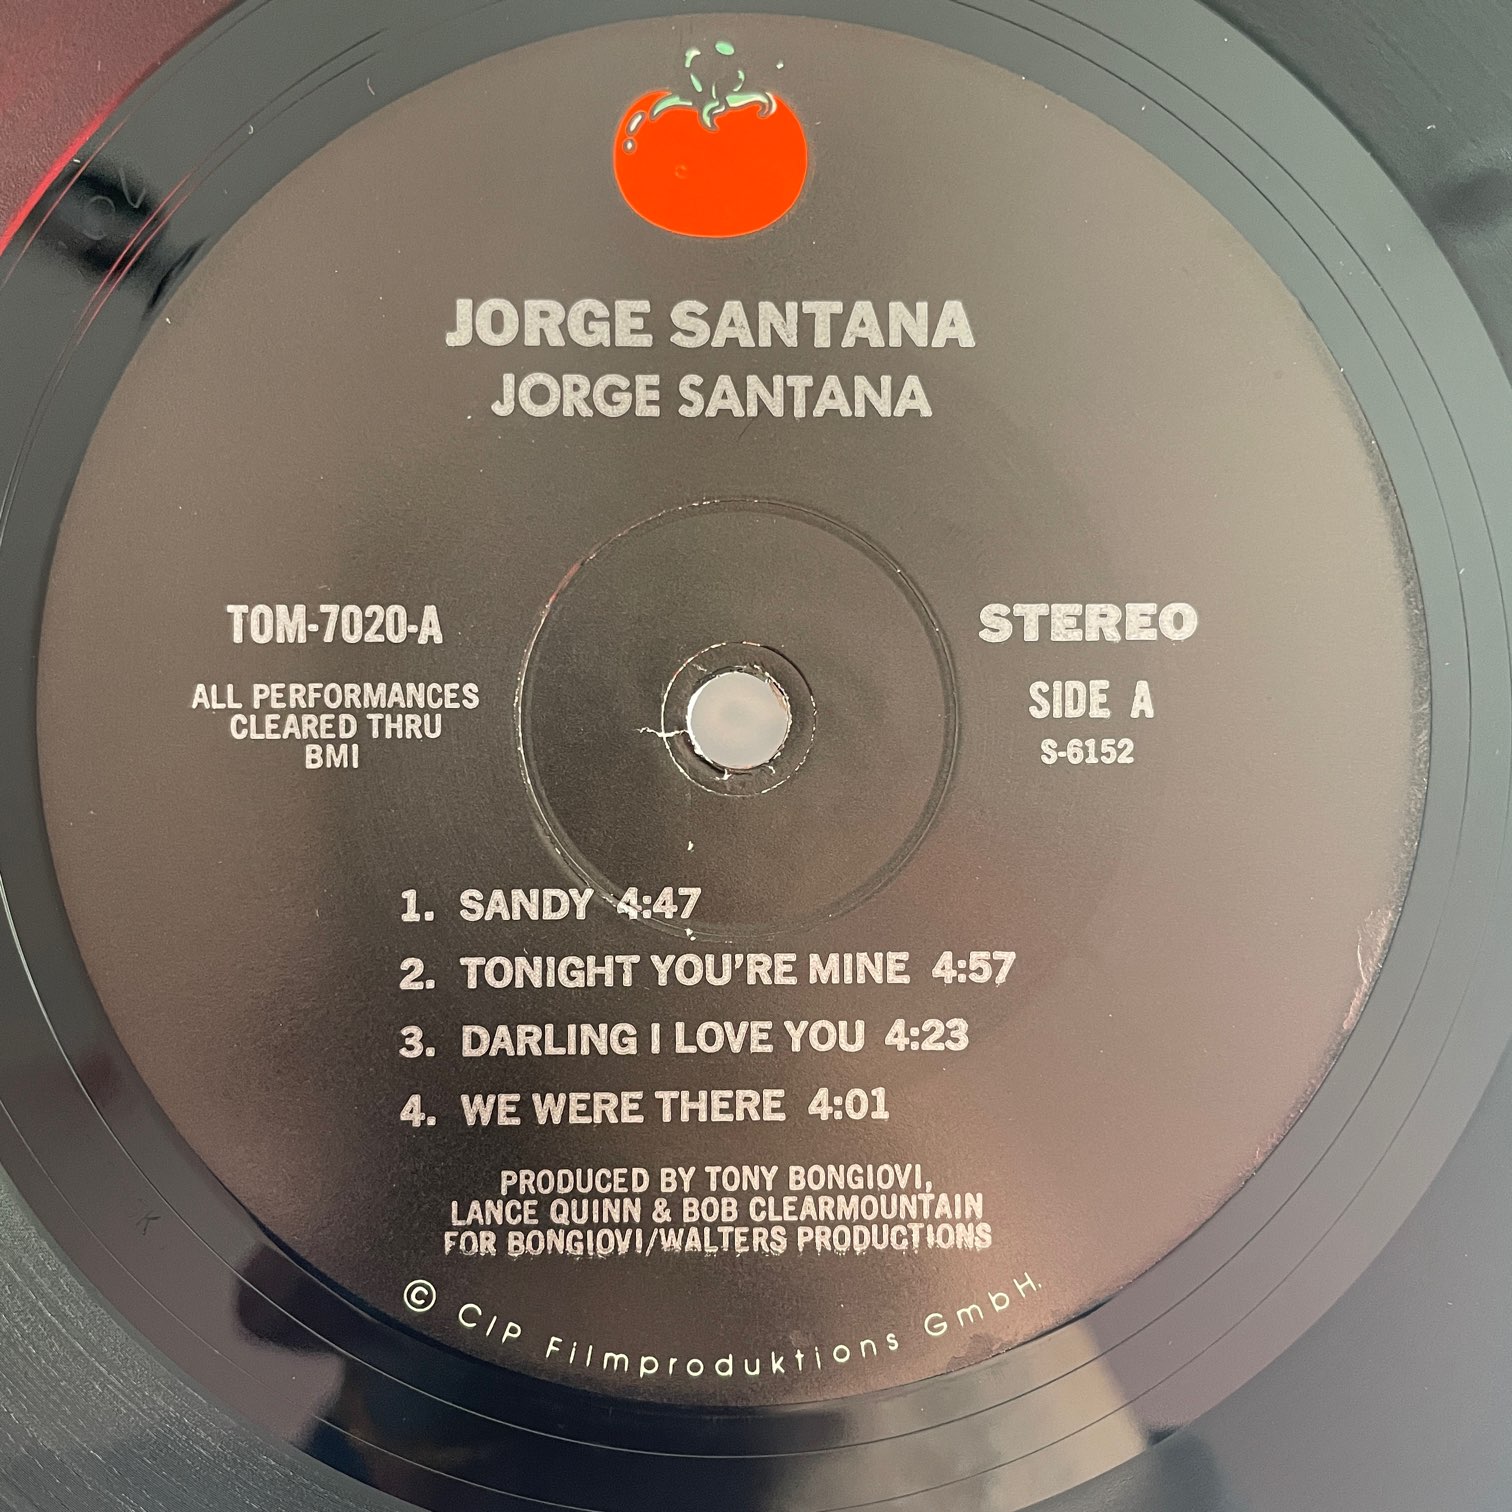 JORGE SANTANA
JORGE SANTANA
TOM-7020-A
ALL PERFORMANCES
CLEARED THRU
BMI
STEREO
SIDE A
S-6152
1. SANDY 4:47
2. TONIGHT YOU'RE MINE 4:57
3. DARLING I LOVE YOU 4:23
4. WE WERE THERE 4:01
PRODUCED BY TONY BONGIOVI,
LANCE QUINN & BOB CLEARMOUNTAIN
FOR BONGIOVI/WALTERS PRODUCTIONS
© CIP Filmproduktions GmbH.